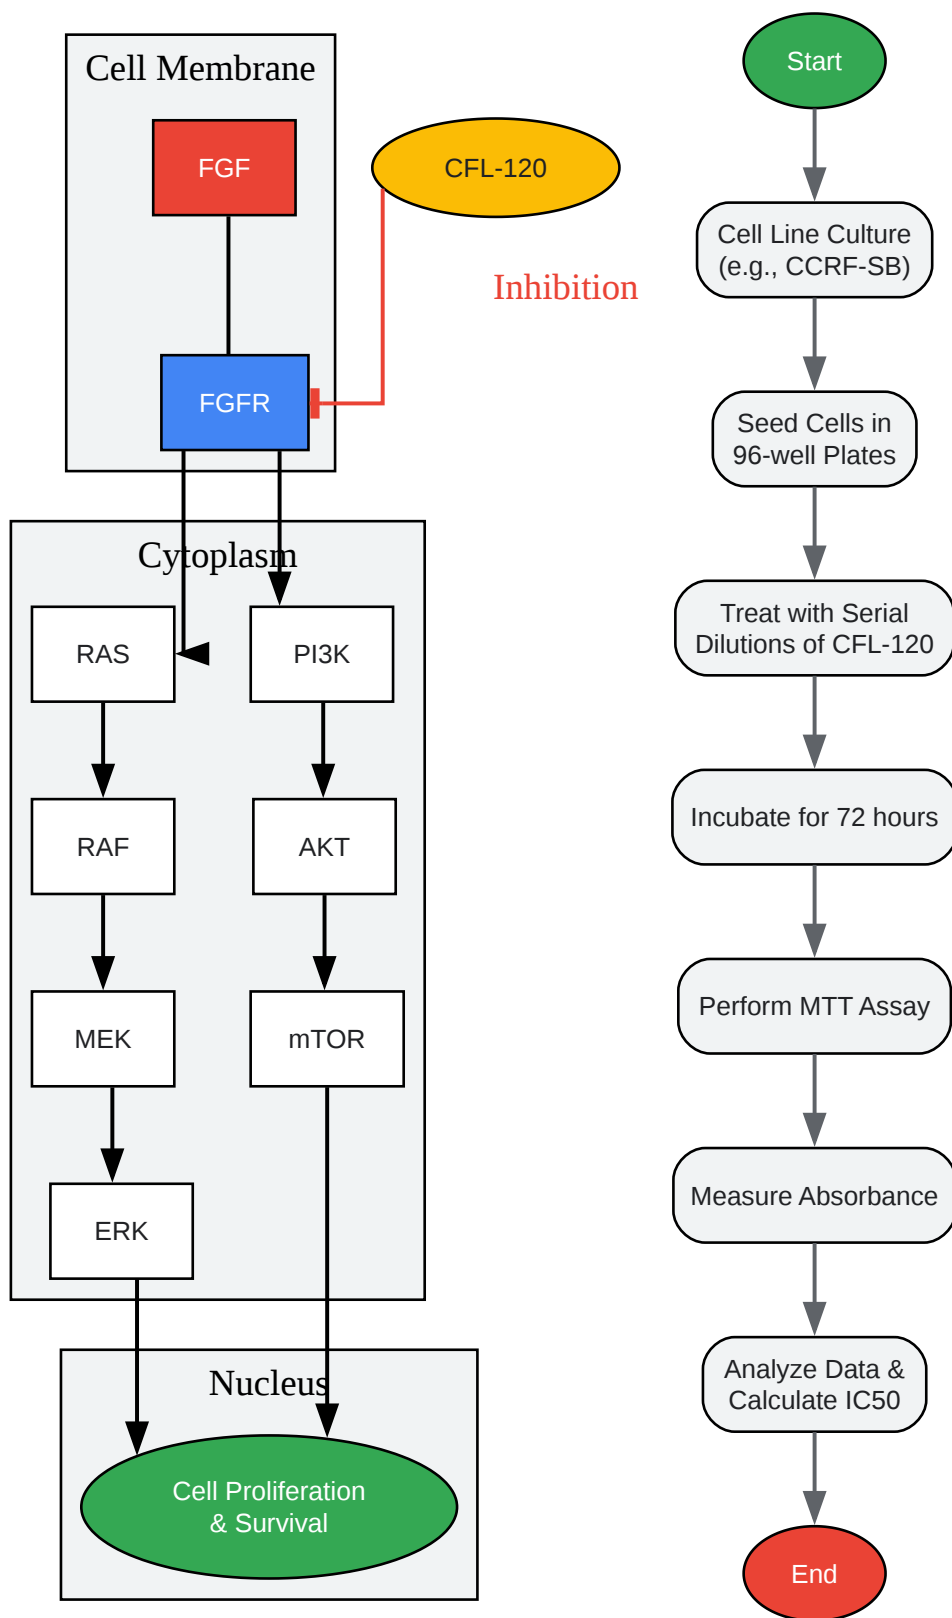 Cell Membrane
FGF
CFL-120
Inhibition
FGFR
Cytoplasm
RAS
PI3K
RAF
AKT
MEK
mTOR
ERK
Nucleus
Cell Proliferation
& Survival
Start
Cell Line Culture
(e.g., CCRF-SB)
Seed Cells in
96-well Plates
Treat with Serial
Dilutions of CFL-120
Incubate for 72 hours
Perform MTT Assay
Measure Absorbance
Analyze Data &
Calculate IC50
End